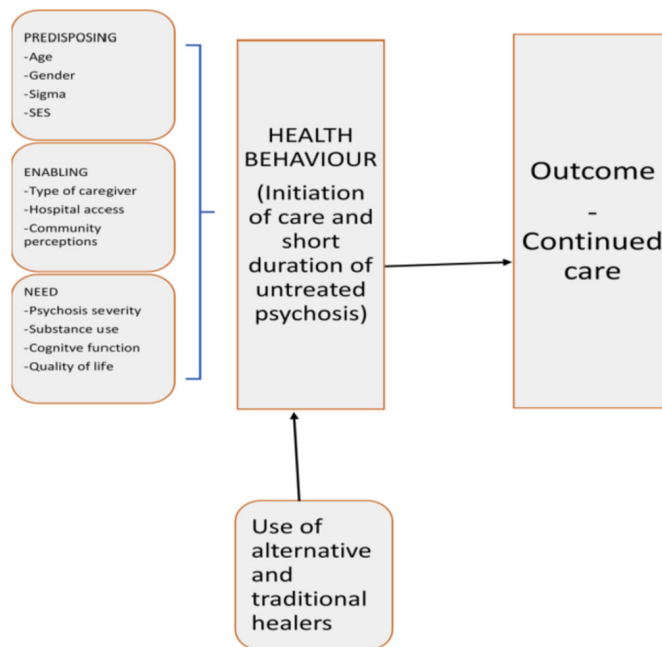 PREDISPOSING
-Age
-Gender
-Sigma
-SES
ENABLING
-Type of caregiver
-Hospital access
-Community
perceptions
NEED
-Psychosis severity
-Substance use
-Cognitve function
-Quality of life
HEALTH
BEHAVIOUR
(Initiation
of care and
short
duration of
untreated
psychosis)
Outcome
-
Continued
care
Use of
alternative
and
traditional
healers